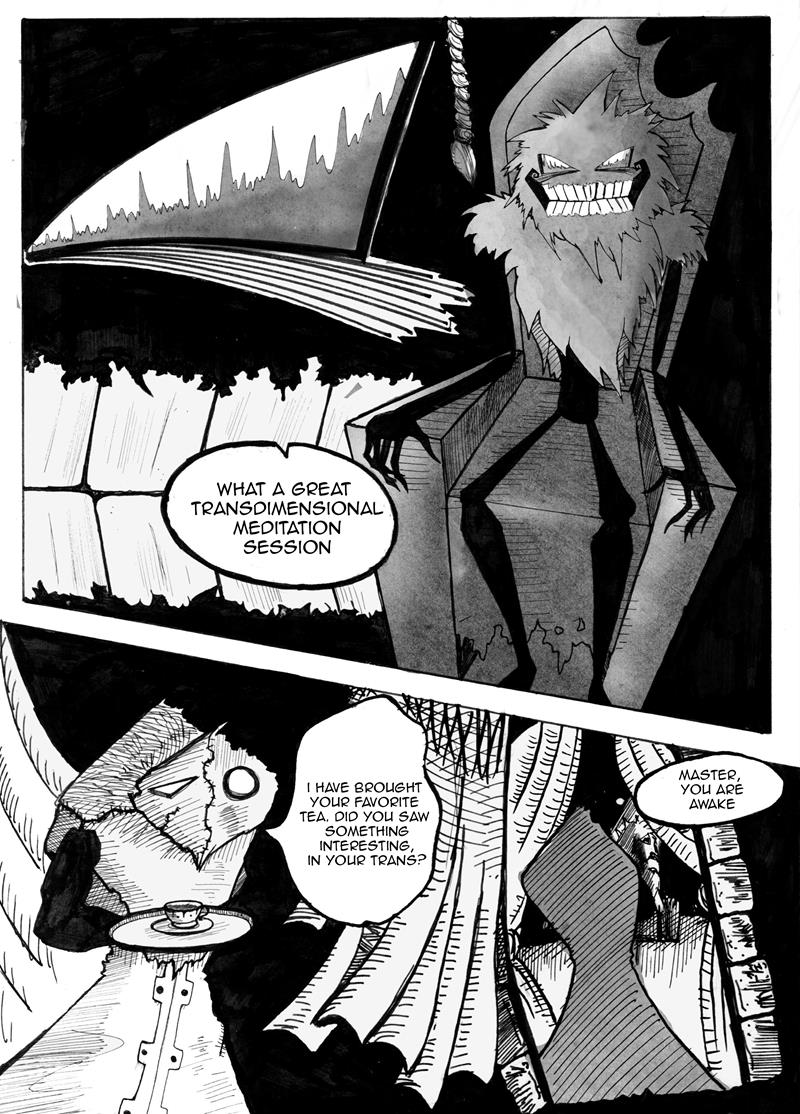 WHAT A GREAT
TRANSDIMENSIONAL
MEDITATION
SESSION
MASTER,
YOU ARE
AWAKE
I HAVE BROUGHT
YOUR FAVORITE
TEA. DID YOU SAW
SOMETHING
INTERESTING,
IN YOUR TRANS?